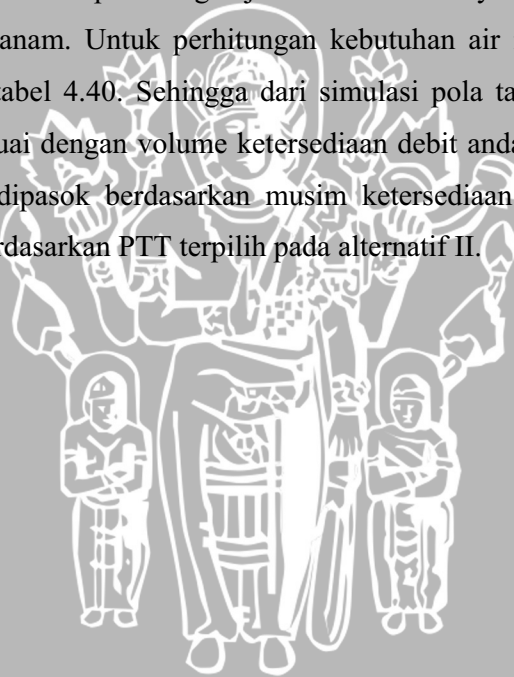 anam. Untuk perhitungan kebutuhan air
tabel 4.40. Sehingga dari simulasi pola ta
uai dengan volume ketersediaan debit anda
dipasok berdasarkan musim ketersediaan
rdasarkan PTT terpilih pada alternatif II.